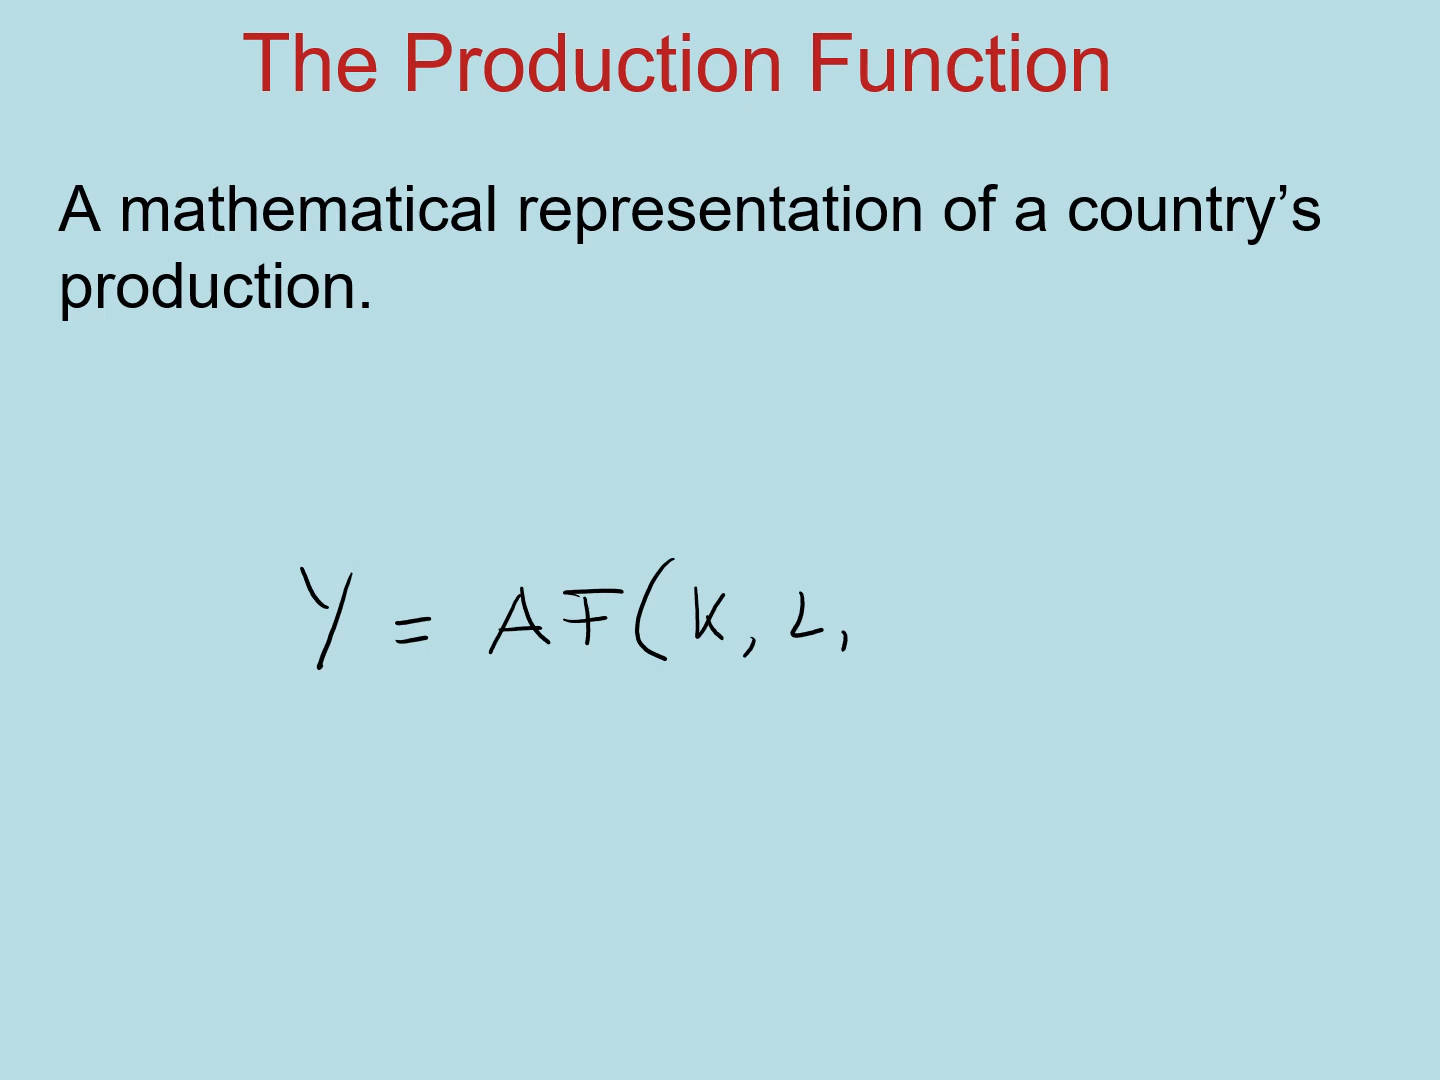 The Production Function
A mathematical representation of a country’s
production.
Y = AF(K, L,